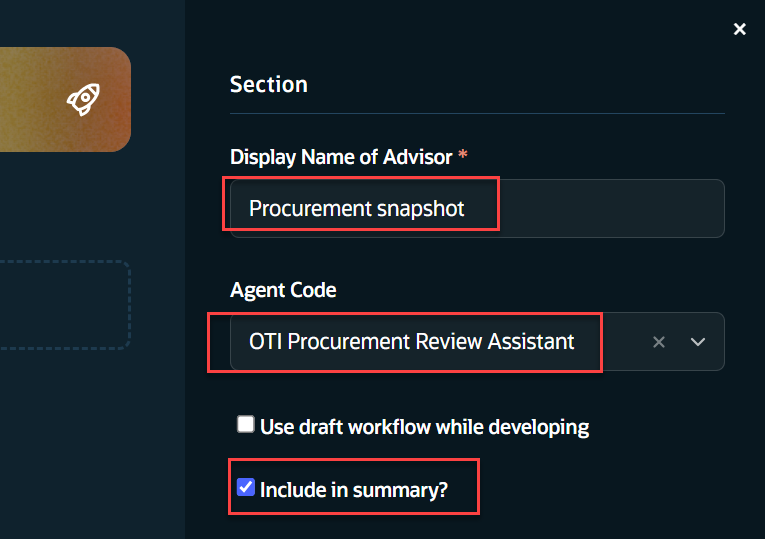 Section
Display Name of Advisor *
Procurement snapshot
Agent Code
OTI Procurement Review Assistant
Use draft workflow while developing
Include in summary?